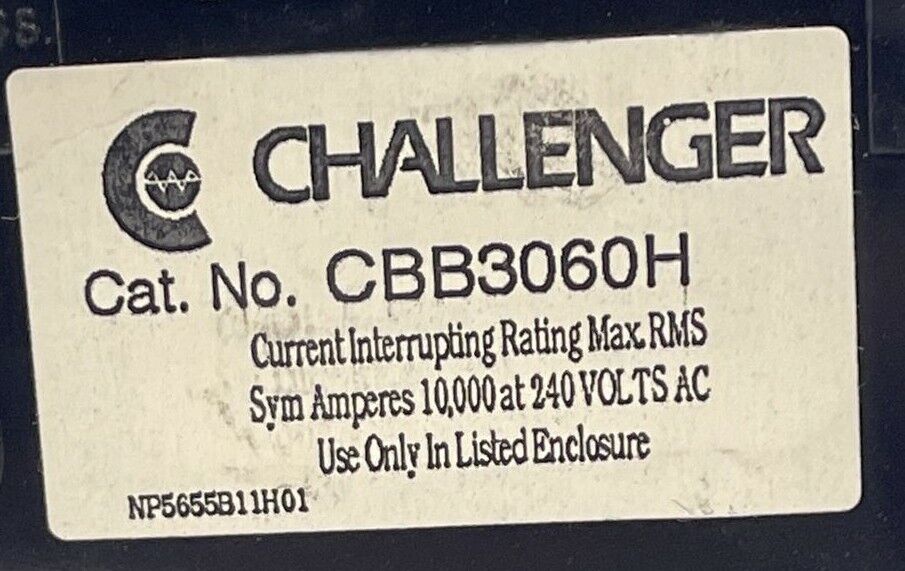 CHALLENGER
Cat. No. CBB3060H
Current Interrupting Rating Max. RMS
Sym Amperes 10,000 at 240 VOLTS AC
Use Only In Listed Enclosure
NP5655B11H01